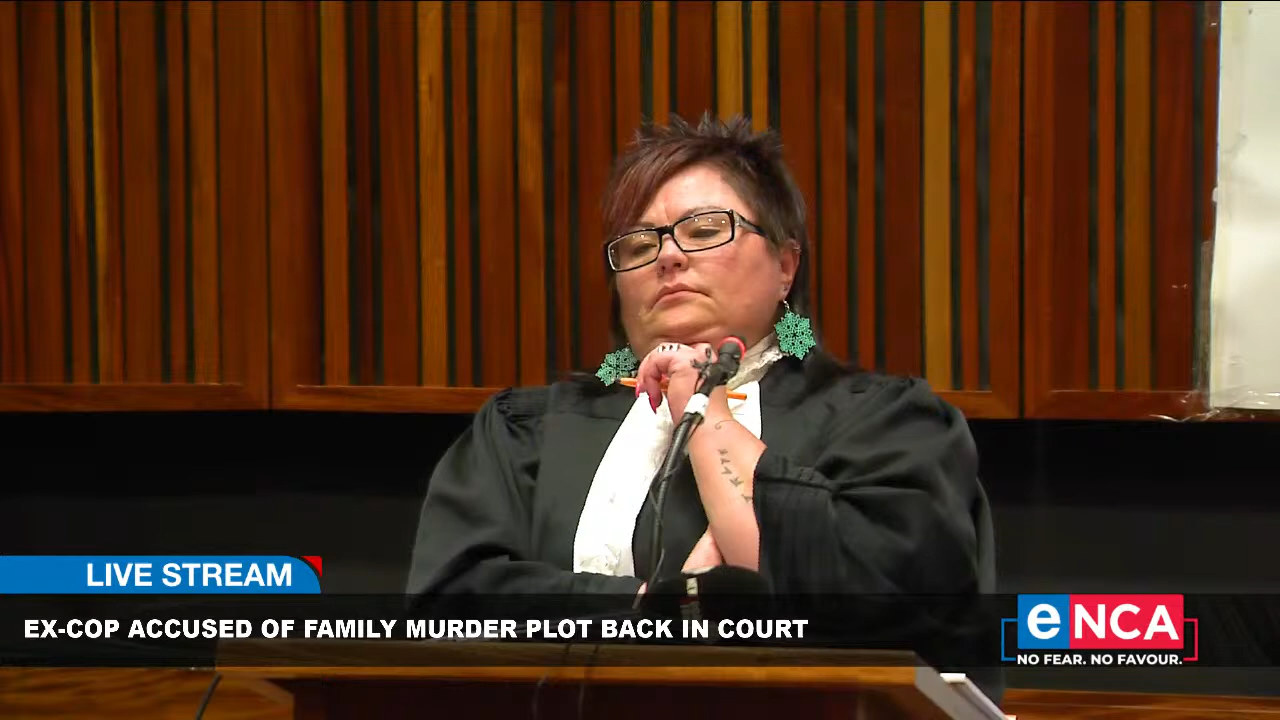 LIVE STREAM
EX-COP ACCUSED OF FAMILY MURDER PLOT BACK IN COURT
eNCA
NO FEAR. NO FAVOUR.